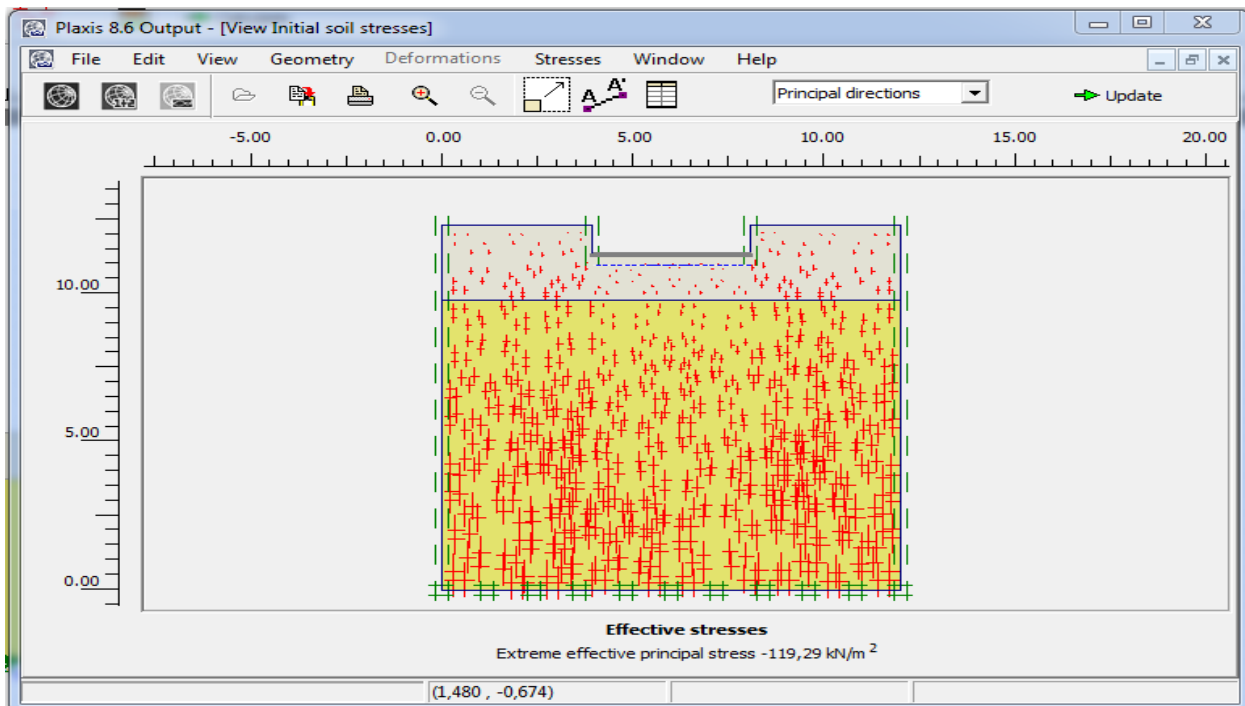 Plaxis 8.6 Output - [View Initial soil stresses]
File Edit View Geometry Deformations Stresses Window Help
1+2 A A* Principal directions Update
-5.00 0.00 5.00 10.00 15.00 20.00
10.00
5.00
0.00
Effective stresses
Extreme effective principal stress -119,29 kN/m ²
(1,480 , -0,674)